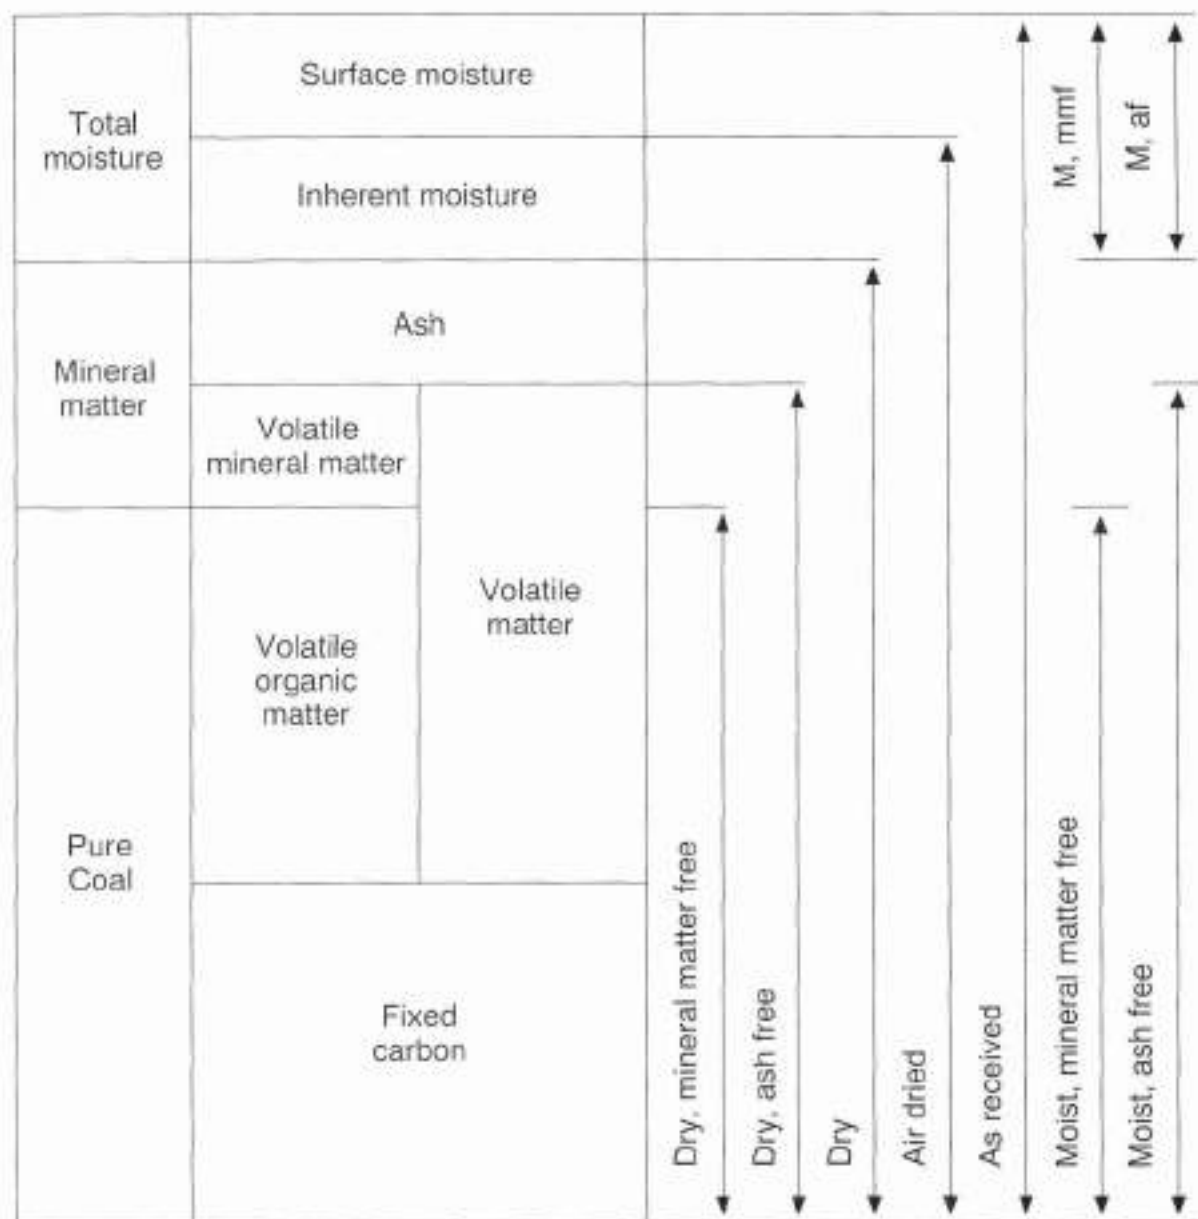 Total
moisture
Surface moisture
Inherent moisture
Mineral
matter
Ash
Volatile
mineral matter
Volatile
matter
Pure
Coal
Volatile
organic
matter
Fixed
carbon
Dry, mineral matter free
Dry, ash free
Dry
Air dried
As received
M, mmf
Moist, mineral matter free
M, af
Moist, ash free